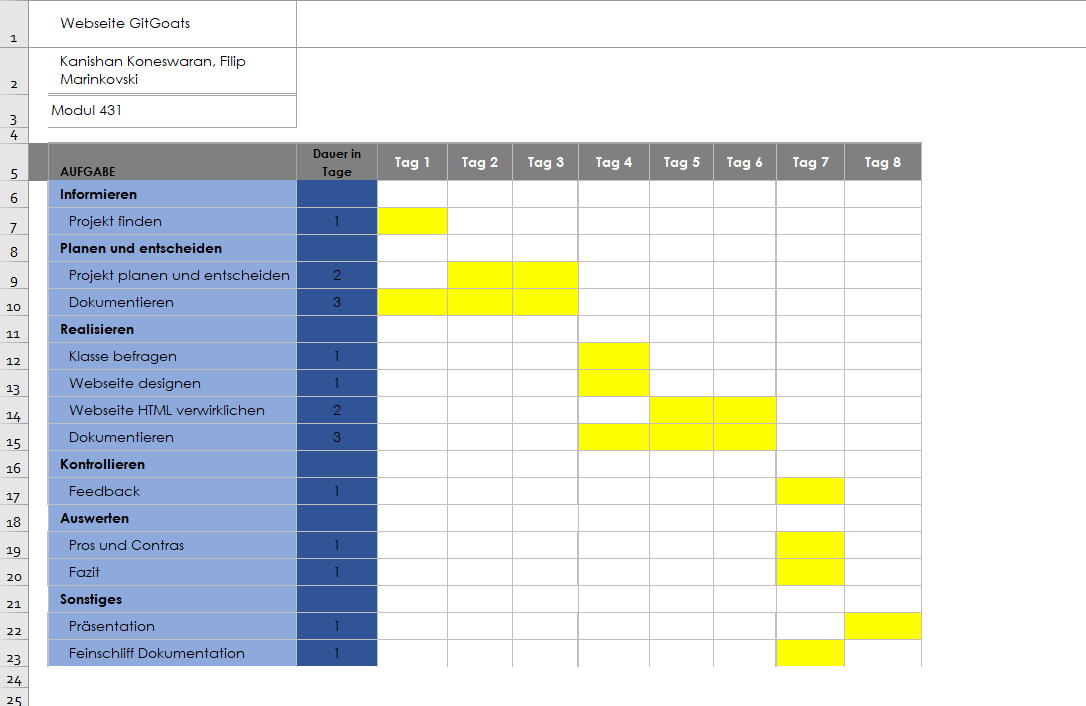 1 Webseite GitGoats
2 Kanishan Koneswaran, Filip
Marinkovski
3 Modul 431
4
5 AUFGABE Dauer in Tage Tag 1 Tag 2 Tag 3 Tag 4 Tag 5 Tag 6 Tag 7 Tag 8
6 Informieren
7 Projekt finden 1
8 Planen und entscheiden
9 Projekt planen und entscheiden 2
10 Dokumentieren 3
11 Realisieren
12 Klasse befragen 1
13 Webseite designen 1
14 Webseite HTML verwirklichen 2
15 Dokumentieren 3
16 Kontrollieren
17 Feedback 1
18 Auswerten
19 Pros und Contras 1
20 Fazit 1
21 Sonstiges
22 Präsentation 1
23 Feinschliff Dokumentation 1
24
25